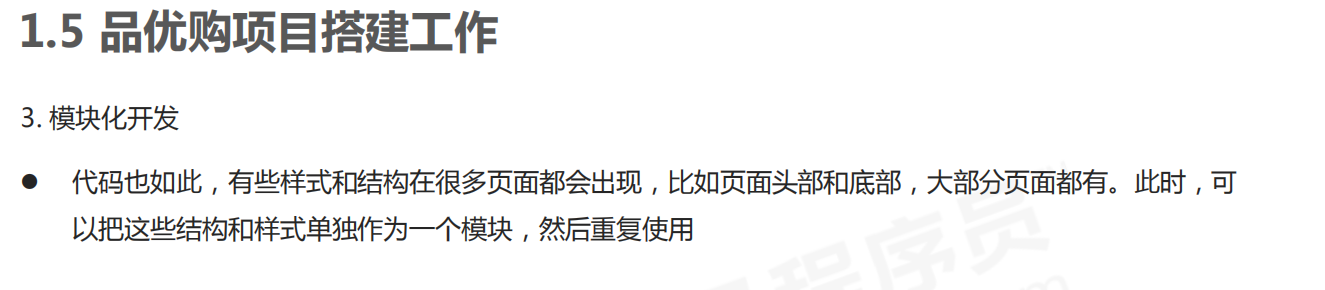 1.5 品优购项目搭建工作
3. 模块化开发
● 代码也如此，有些样式和结构在很多页面都会出现，比如页面头部和底部，大部分页面都有。此时，可
以把这些结构和样式单独作为一个模块，然后重复使用
程序员